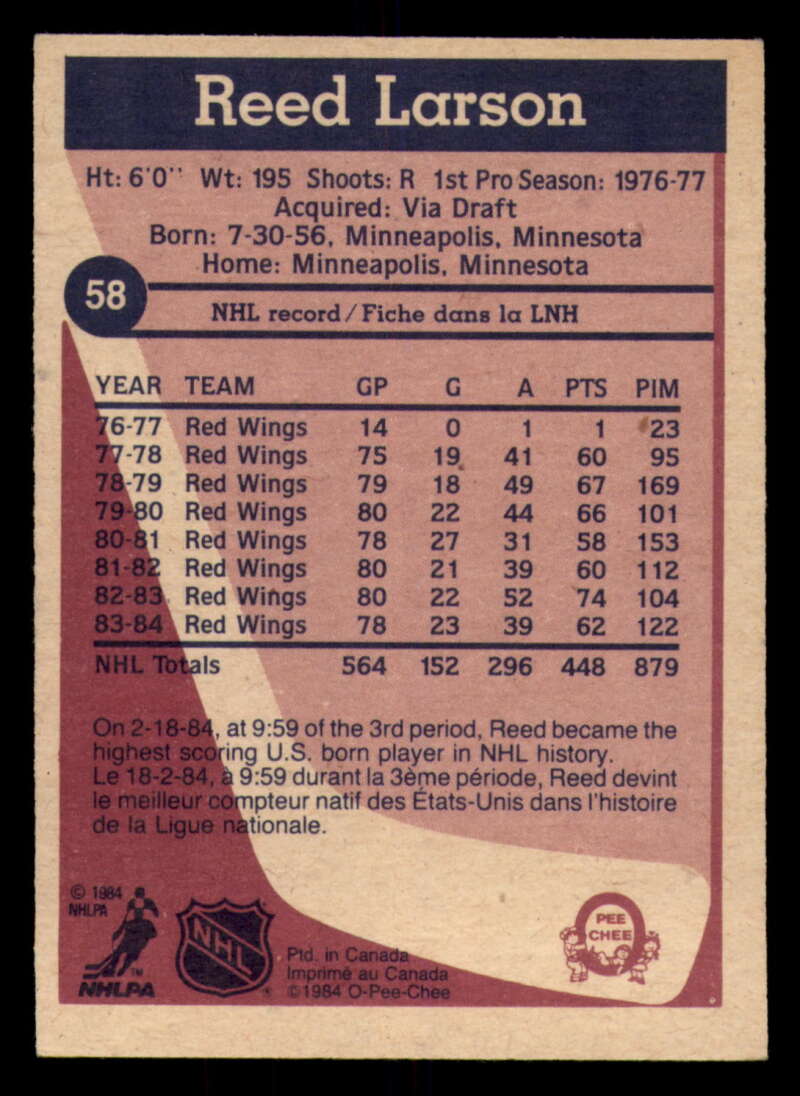 Reed Larson
Ht: 6'0'' Wt: 195 Shoots: R 1st Pro Season: 1976-77
Acquired: Via Draft
Born: 7-30-56, Minneapolis, Minnesota
Home: Minneapolis, Minnesota
58
NHL record/Fiche dans la LNH
YEAR TEAM GP G A PTS PIM
76-77 Red Wings 14 0 1 1 23
77-78 Red Wings 75 19 41 60 95
78-79 Red Wings 79 18 49 67 169
79-80 Red Wings 80 22 44 66 101
80-81 Red Wings 78 27 31 58 153
81-82 Red Wings 80 21 39 60 112
82-83 Red Wings 80 22 52 74 104
83-84 Red Wings 78 23 39 62 122
NHL Totals 564 152 296 448 879
On 2-18-84, at 9:59 of the 3rd period, Reed became the
highest scoring U.S. born player in NHL history.
Le 18-2-84, à 9:59 durant la 3ème période, Reed devint
le meilleur compteur natif des États-Unis dans l'histoire
de la Ligue nationale.
© 1984
NHLPA
TM
NHLPA
NHL
Ptd. in Canada
Imprimé au Canada
©1984 O-Pee-Chee
PEE
CHEE